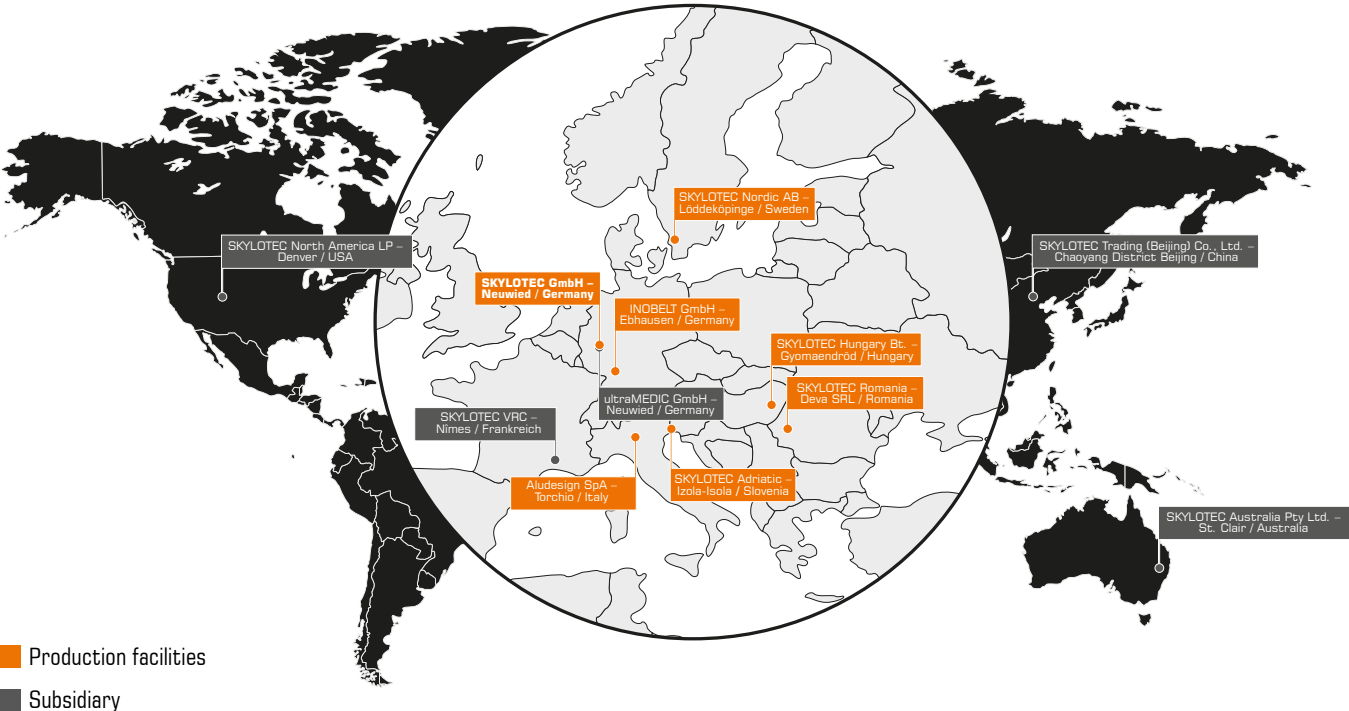 SKYLOTEC Nordic AB –
Löddeköpinge / Sweden
SKYLOTEC North America LP –
Denver / USA
SKYLOTEC Trading (Beijing) Co., Ltd. –
Chaoyang District Beijing / China
SKYLOTEC GmbH –
Neuwied / Germany
INOBELT GmbH –
Ebhausen / Germany
SKYLOTEC Hungary Bt. –
Gyomaendröd / Hungary
SKYLOTEC Romania –
Deva SRL / Romania
ultraMEDIC GmbH –
Neuwied / Germany
SKYLOTEC VRC –
Nîmes / Frankreich
Aludesign SpA –
Torchio / Italy
SKYLOTEC Adriatic –
Izola-Isola / Slovenia
SKYLOTEC Australia Pty Ltd. –
St. Clair / Australia
Production facilities
Subsidiary